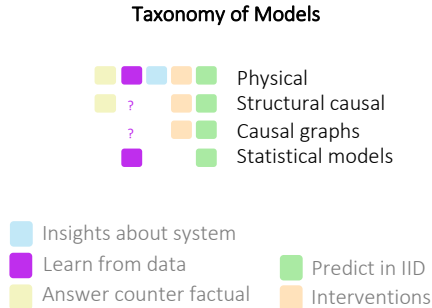 Taxonomy of Models
Physical
? Structural causal
? Causal graphs
Statistical models
Insights about system
Learn from data
Predict in IID
Answer counter factual
Interventions